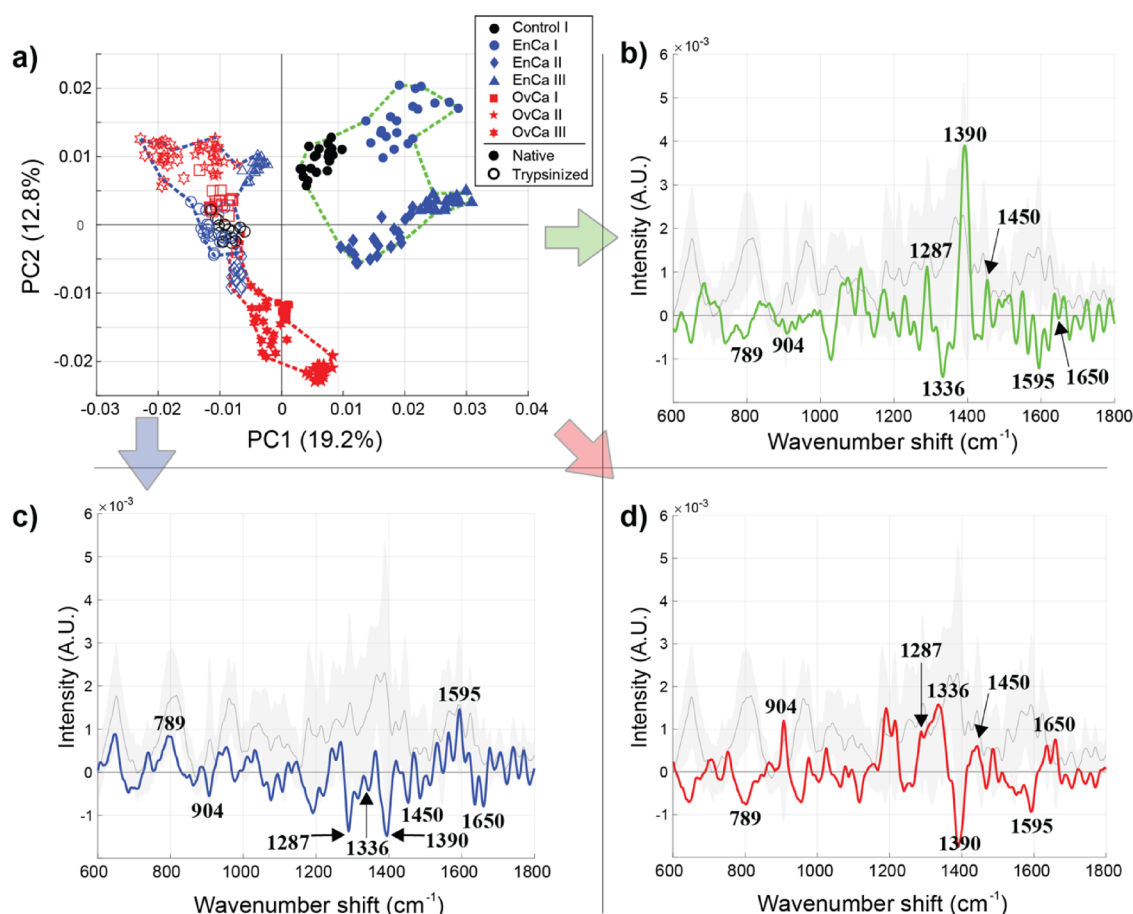 a)
Control I
EnCa I
EnCa II
EnCa III
OvCa I
OvCa II
OvCa III
Native
Trypsinized
0.02
0.01
0
-0.01
-0.02
PC2 (12.8%)
-0.03 -0.02 -0.01 0 0.01 0.02 0.03 0.04
PC1 (19.2%)
b)
×10⁻³
6
5
4
3
2
1
0
-1
Intensity (A.U.)
1390
1450
1287
789
904
1336
1595
1650
600 800 1000 1200 1400 1600 1800
Wavenumber shift (cm⁻¹)
c)
×10⁻³
6
5
4
3
2
1
0
-1
Intensity (A.U.)
1595
789
904
1450
1650
1287
1336
1390
600 800 1000 1200 1400 1600 1800
Wavenumber shift (cm⁻¹)
d)
×10⁻³
6
5
4
3
2
1
0
-1
Intensity (A.U.)
1287
1336
1450
904
1650
789
1595
1390
600 800 1000 1200 1400 1600 1800
Wavenumber shift (cm⁻¹)